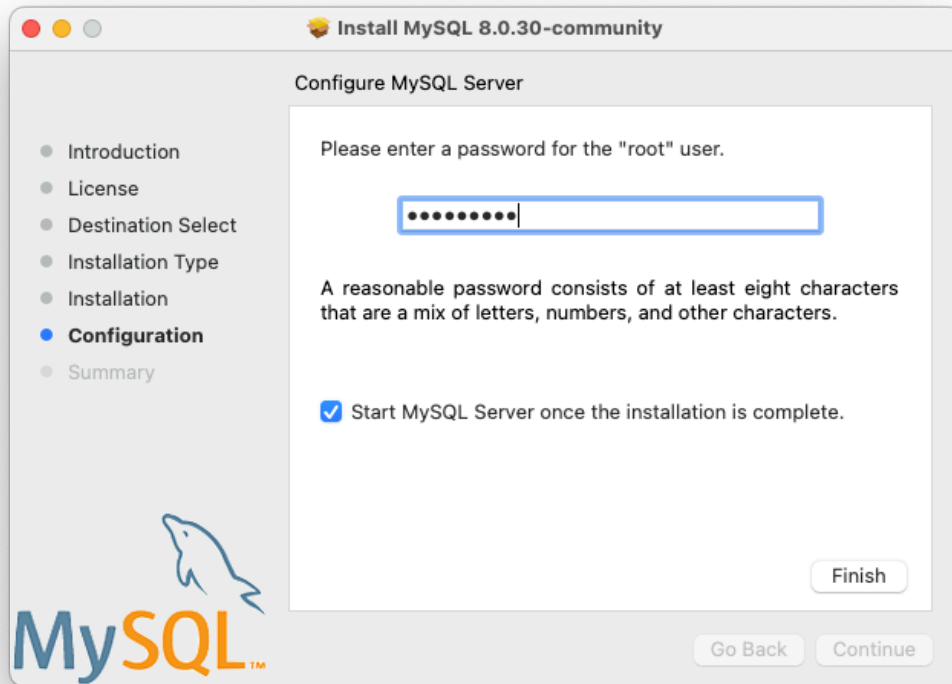 Install MySQL 8.0.30-community
Configure MySQL Server
Introduction
License
Destination Select
Installation Type
Installation
Configuration
Summary
Please enter a password for the "root" user.
•••••••••
A reasonable password consists of at least eight characters
that are a mix of letters, numbers, and other characters.
Start MySQL Server once the installation is complete.
Finish
MySQL™
Go Back
Continue